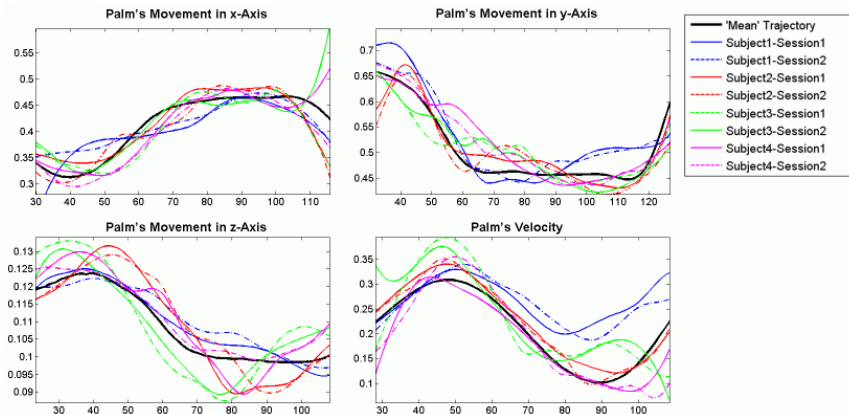 Palm's Movement in x-Axis
0.55
0.5
0.45
0.4
0.35
0.3
30 40 50 60 70 80 90 100 110
Palm's Movement in y-Axis
0.7
0.65
0.6
0.55
0.5
0.45
40 50 60 70 80 90 100 110 120
'Mean' Trajectory
Subject1-Session1
Subject1-Session2
Subject2-Session1
Subject2-Session2
Subject3-Session1
Subject3-Session2
Subject4-Session1
Subject4-Session2
Palm's Movement in z-Axis
0.13
0.125
0.12
0.115
0.11
0.105
0.1
0.095
0.09
30 40 50 60 70 80 90 100
Palm's Velocity
0.35
0.3
0.25
0.2
0.15
0.1
30 40 50 60 70 80 90 100